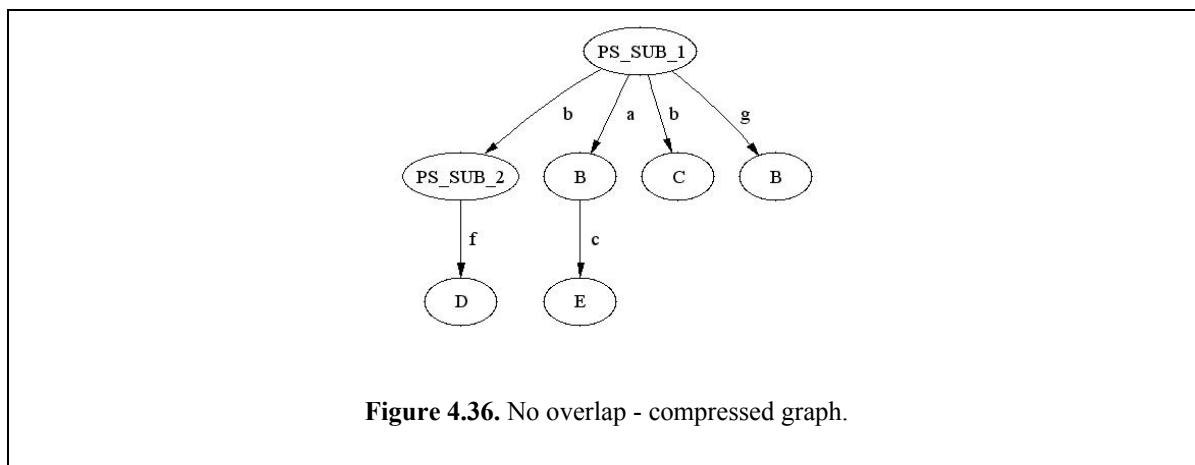 PS_SUB_1
b a b g
PS_SUB_2 B C B
f c
D E
Figure 4.36. No overlap - compressed graph.